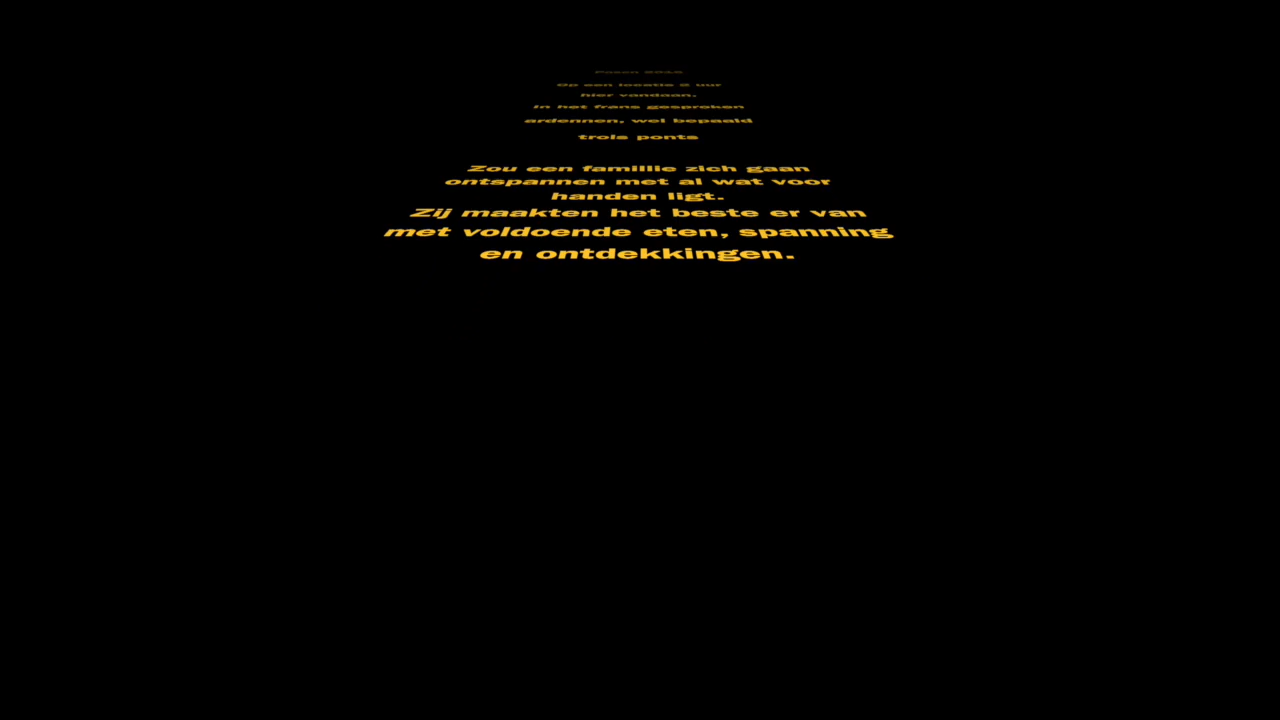 Pasen
Op een locatie 2 uur
hier vandaan.
In het frans gesproken
ardennen, wel bepaald
trois ponts
Zou een famillie zich gaan
ontspannen met al wat voor
handen ligt.
Zij maakten het beste er van
met voldoende eten, spanning
en ontdekkingen.